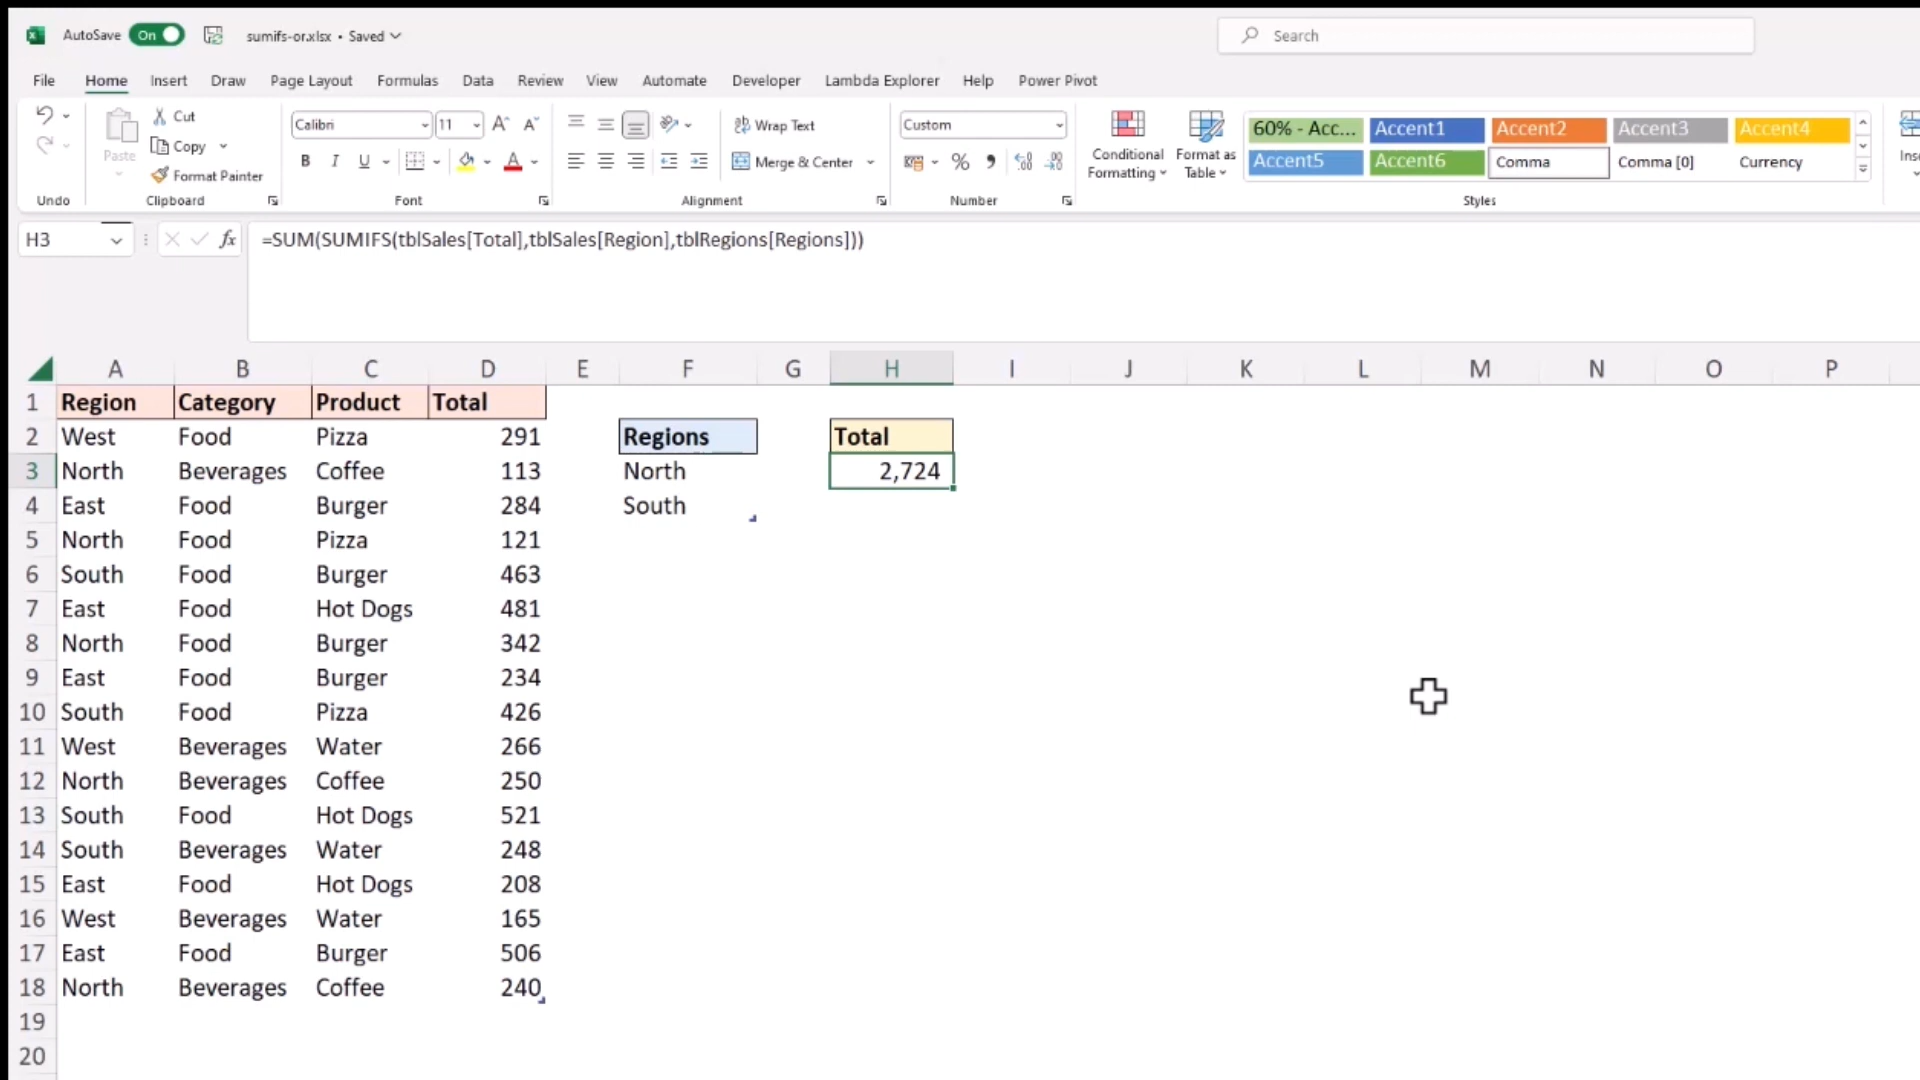 AutoSave On sumifs-or.xlsx • Saved Search
File Home Insert Draw Page Layout Formulas Data Review View Automate Developer Lambda Explorer Help Power Pivot
Paste
Cut
Copy
Format Painter
Calibri 11
B I U
Wrap Text
Merge & Center
Custom
%
Conditional Formatting
Format as Table
60% - Acc... Accent1 Accent2 Accent3 Accent4
Accent5 Accent6 Comma Comma [0] Currency
Undo Clipboard Font Alignment Number Styles
H3 fx =SUM(SUMIFS(tblSales[Total],tblSales[Region],tblRegions[Regions]))
A B C D E F G H I J K L M N O P
1 Region Category Product Total
2 West Food Pizza 291 Regions Total
3 North Beverages Coffee 113 North 2,724
4 East Food Burger 284 South
5 North Food Pizza 121
6 South Food Burger 463
7 East Food Hot Dogs 481
8 North Food Burger 342
9 East Food Burger 234
10 South Food Pizza 426
11 West Beverages Water 266
12 North Beverages Coffee 250
13 South Food Hot Dogs 521
14 South Beverages Water 248
15 East Food Hot Dogs 208
16 West Beverages Water 165
17 East Food Burger 506
18 North Beverages Coffee 240
19
20